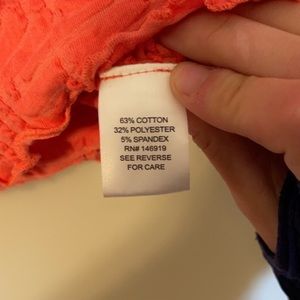 63% COTTON
32% POLYESTER
5% SPANDEX
RN# 146919
SEE REVERSE
FOR CARE